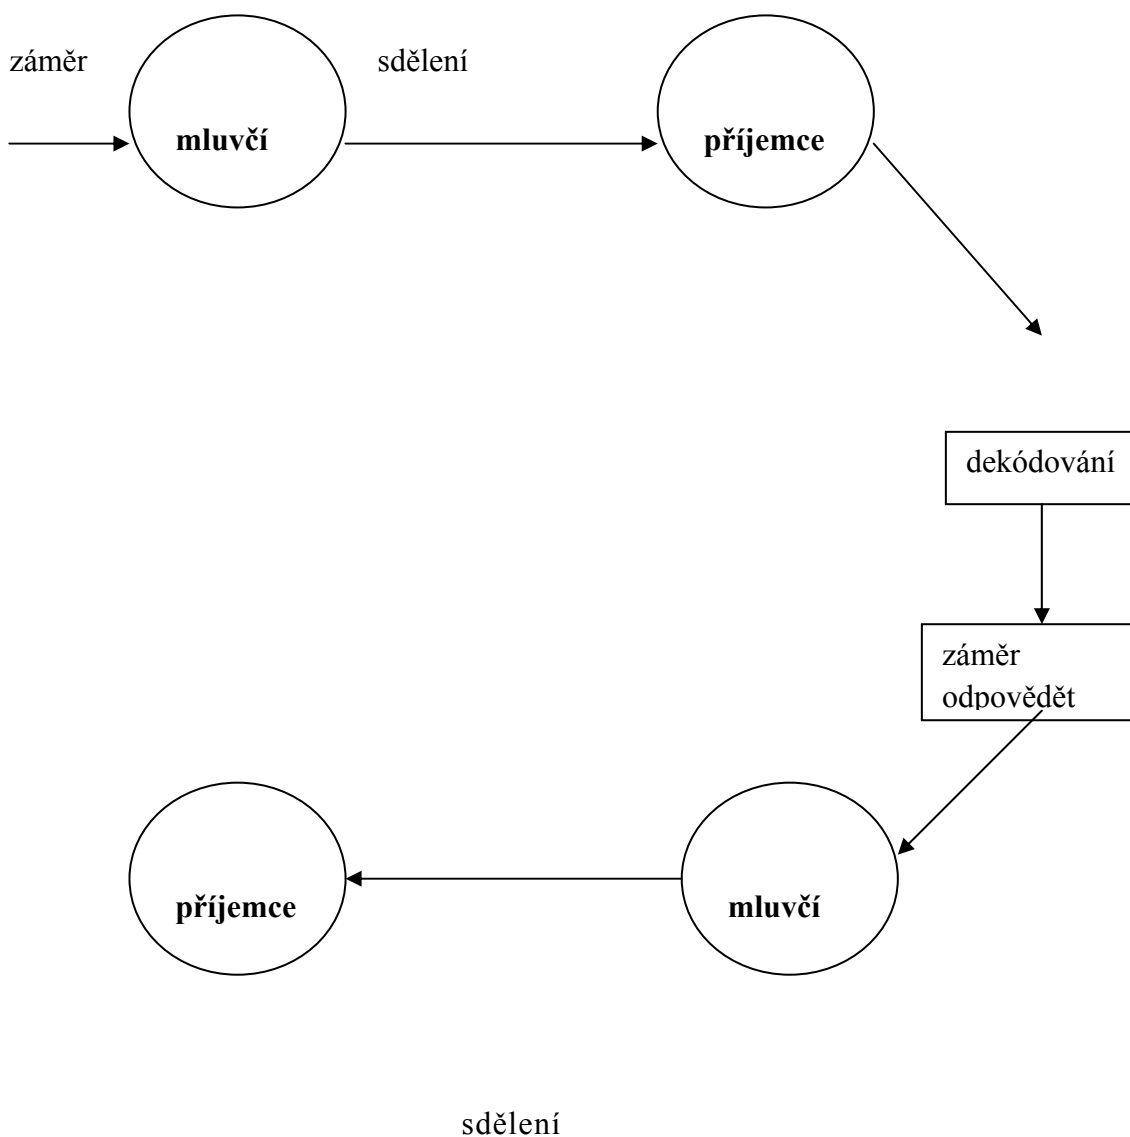 záměr
sdělení
mluvčí
příjemce
dekódování
záměr
odpovědět
příjemce
mluvčí
sdělení